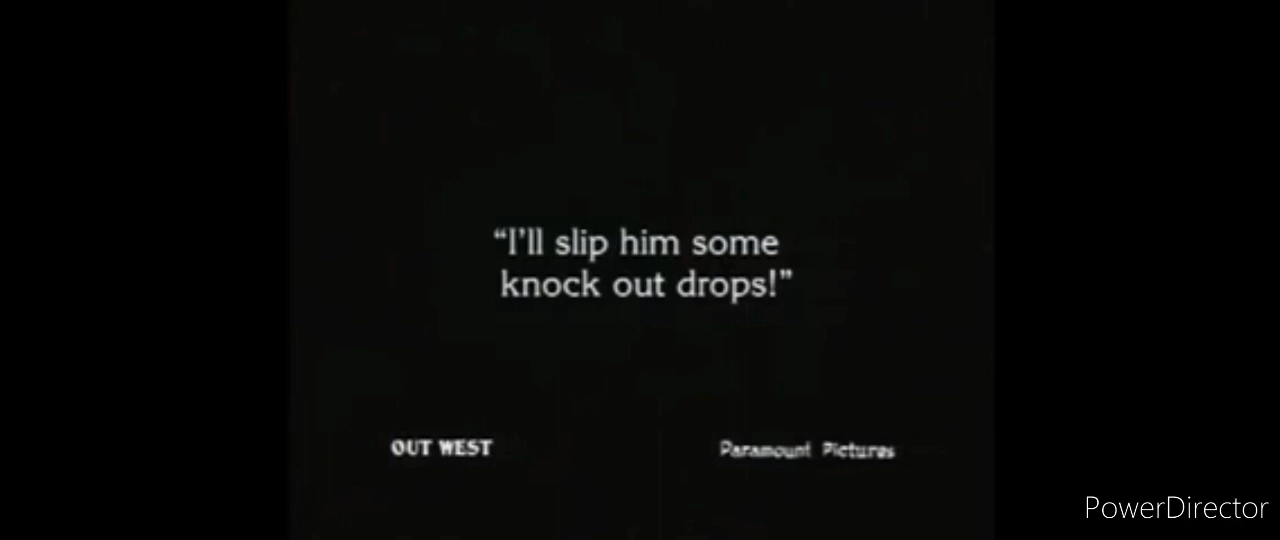 “I’ll slip him some
knock out drops!”
OUT WEST
Paramount Pictures
PowerDirector